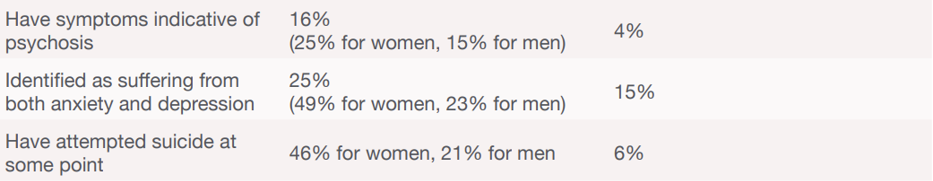 Have symptoms indicative of
psychosis
16%
(25% for women, 15% for men)
4%
Identified as suffering from
both anxiety and depression
25%
(49% for women, 23% for men)
15%
Have attempted suicide at
some point
46% for women, 21% for men
6%